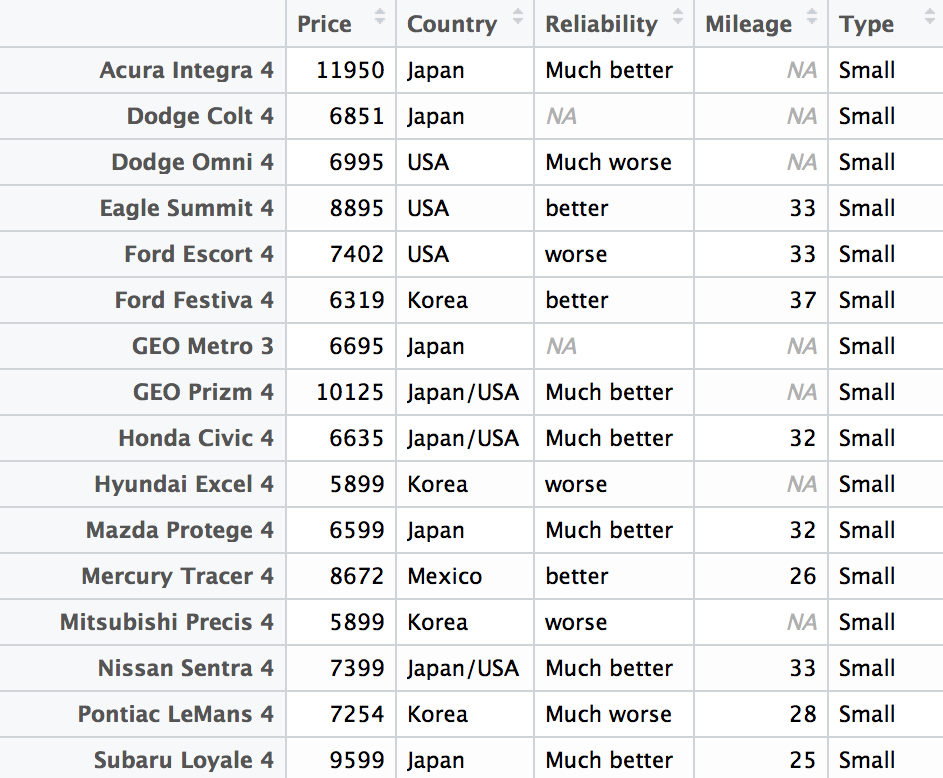 Price Country Reliability Mileage Type
Acura Integra 4 11950 Japan Much better NA Small
Dodge Colt 4 6851 Japan NA NA Small
Dodge Omni 4 6995 USA Much worse NA Small
Eagle Summit 4 8895 USA better 33 Small
Ford Escort 4 7402 USA worse 33 Small
Ford Festiva 4 6319 Korea better 37 Small
GEO Metro 3 6695 Japan NA NA Small
GEO Prizm 4 10125 Japan/USA Much better NA Small
Honda Civic 4 6635 Japan/USA Much better 32 Small
Hyundai Excel 4 5899 Korea worse NA Small
Mazda Protege 4 6599 Japan Much better 32 Small
Mercury Tracer 4 8672 Mexico better 26 Small
Mitsubishi Precis 4 5899 Korea worse NA Small
Nissan Sentra 4 7399 Japan/USA Much better 33 Small
Pontiac LeMans 4 7254 Korea Much worse 28 Small
Subaru Loyale 4 9599 Japan Much better 25 Small